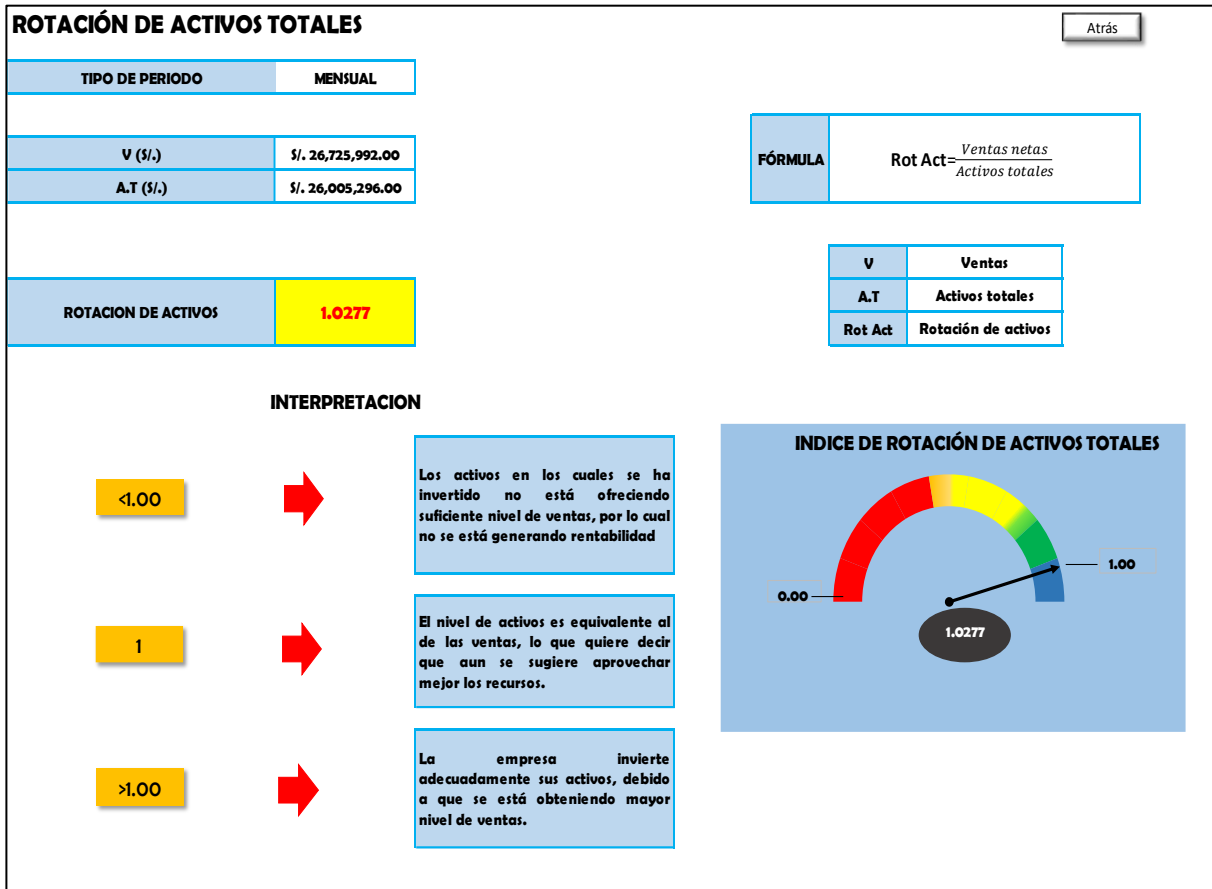 ROTACIÓN DE ACTIVOS TOTALES
Atrás
TIPO DE PERIODO MENSUAL
V (S/.) S/. 26,725,992.00
A.T (S/.) S/. 26,005,296.00
FÓRMULA Rot Act=Ventas netas/Activos totales
V Ventas
A.T Activos totales
Rot Act Rotación de activos
ROTACION DE ACTIVOS 1.0277
INTERPRETACION
<1.00
Los activos en los cuales se ha
invertido no está ofreciendo
suficiente nivel de ventas, por lo cual
no se está generando rentabilidad
1
El nivel de activos es equivalente al
de las ventas, lo que quiere decir
que aun se sugiere aprovechar
mejor los recursos.
>1.00
La empresa invierte
adecuadamente sus activos, debido
a que se está obteniendo mayor
nivel de ventas.
INDICE DE ROTACIÓN DE ACTIVOS TOTALES
0.00
1.00
1.0277